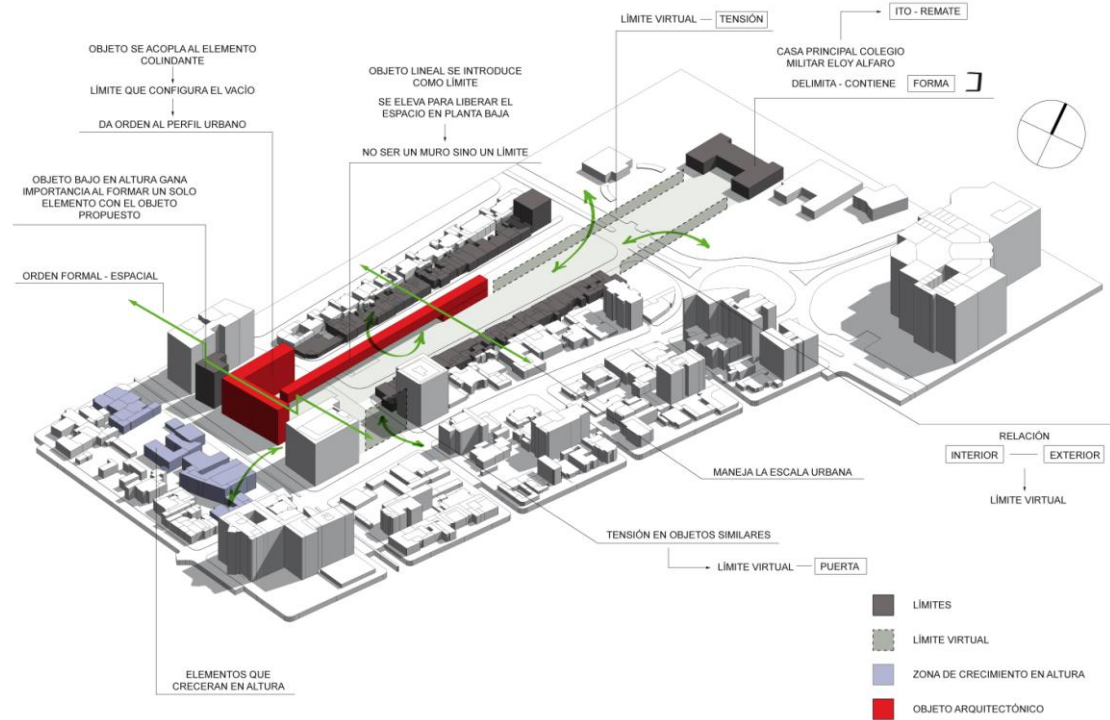 OBJETO SE ACOPLA AL ELEMENTO
COLINDANTE
LÍMITE QUE CONFIGURA EL VACÍO
DA ORDEN AL PERFIL URBANO
OBJETO BAJO EN ALTURA GANA
IMPORTANCIA AL FORMAR UN SOLO
ELEMENTO CON EL OBJETO
PROPUESTO
ORDEN FORMAL - ESPACIAL
OBJETO LINEAL SE INTRODUCE
COMO LÍMITE
SE ELEVA PARA LIBERAR EL
ESPACIO EN PLANTA BAJA
NO SER UN MURO SINO UN LÍMITE
LÍMITE VIRTUAL — TENSIÓN
ITO - REMATE
CASA PRINCIPAL COLEGIO
MILITAR ELOY ALFARO
DELIMITA - CONTIENE FORMA
RELACIÓN
INTERIOR — EXTERIOR
LÍMITE VIRTUAL
MANEJA LA ESCALA URBANA
TENSIÓN EN OBJETOS SIMILARES
LÍMITE VIRTUAL — PUERTA
ELEMENTOS QUE
CRECERAN EN ALTURA
LÍMITES
LÍMITE VIRTUAL
ZONA DE CRECIMIENTO EN ALTURA
OBJETO ARQUITECTÓNICO